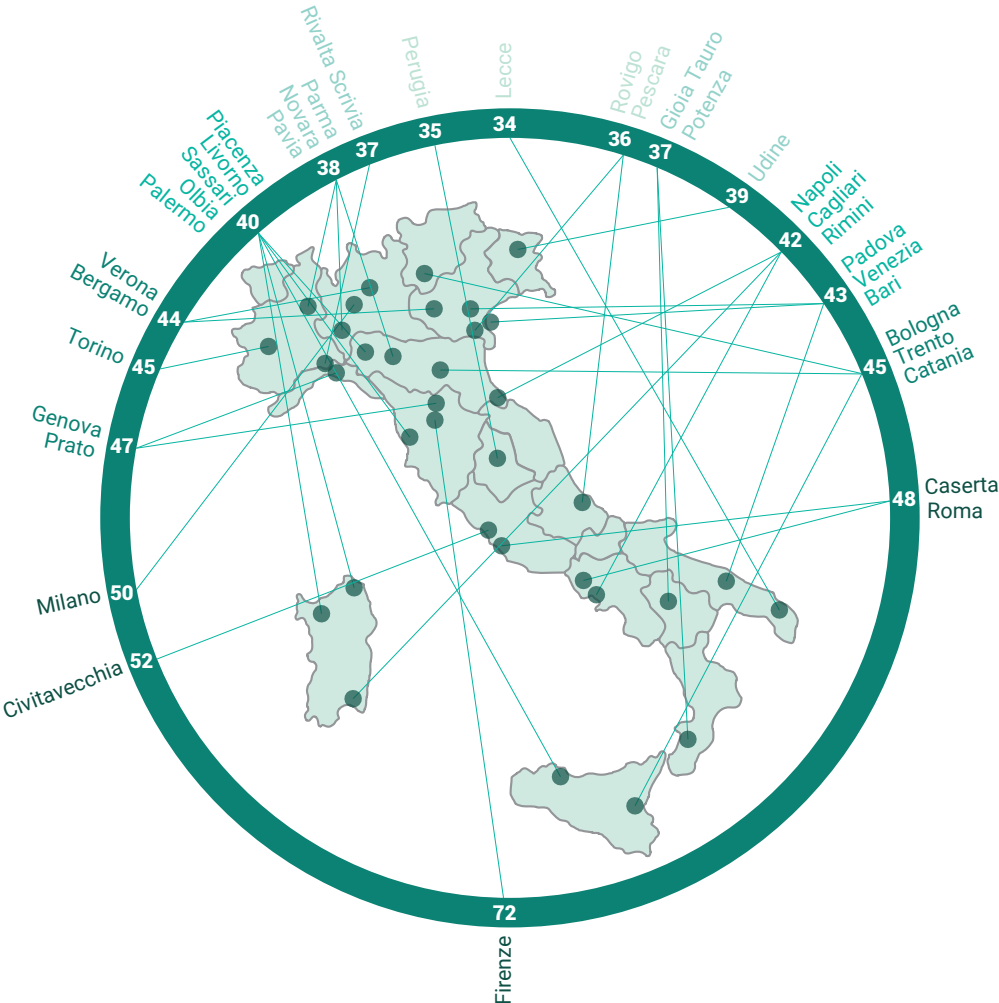 Lecce
34
Rovigo
Pescara
36
Gioia Tauro
Potenza
37
Udine
39
Napoli
Cagliari
Rimini
42
Padova
Venezia
Bari
43
Bologna
Trento
Catania
45
Caserta
Roma
48
Firenze
72
Civitavecchia
52
Milano
50
Genova
Prato
47
Torino
45
Verona
Bergamo
44
Piacenza
Livorno
Sassari
Olbia
Palermo
40
Parma
Novara
Pavia
38
Rivalta Scrivia
37
Perugia
35